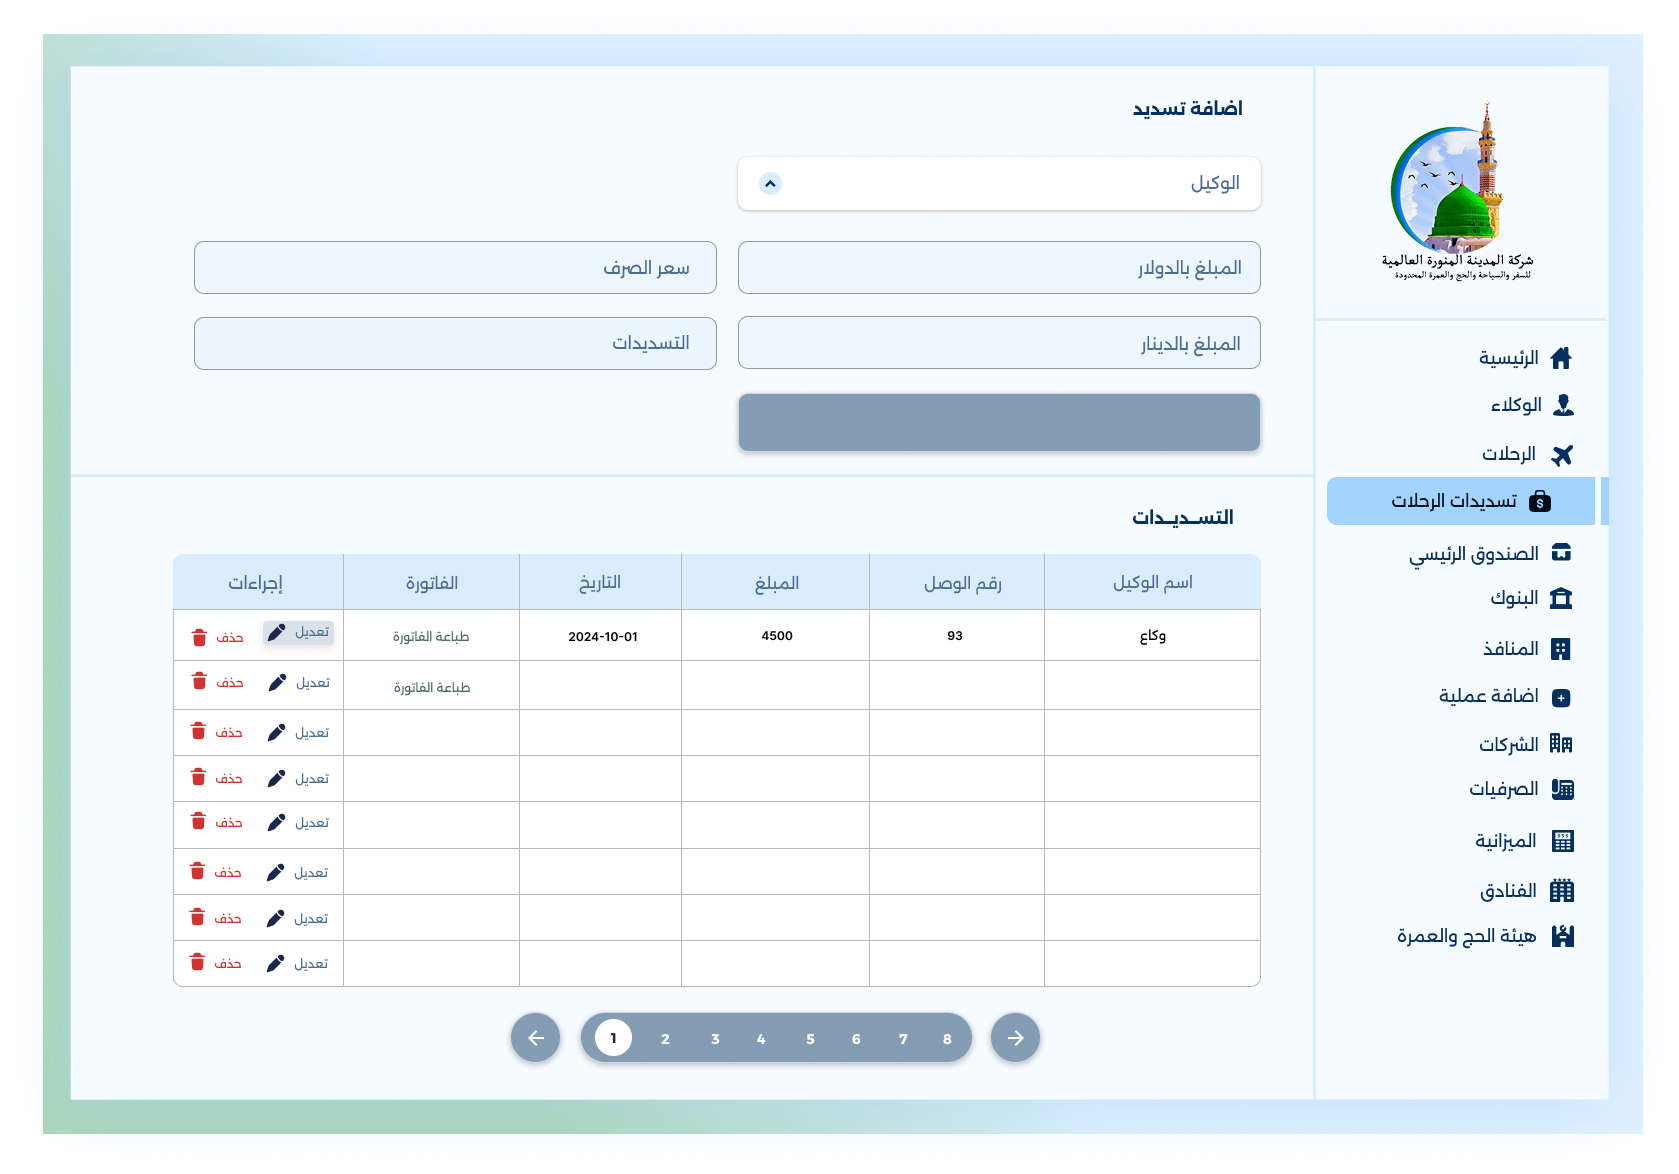 شركة المدينة المنورة العالمية
للسفر والسياحة والحج والعمرة المحدودة
الرئيسية
الوكلاء
الرحلات
تسديدات الرحلات
الصندوق الرئيسي
البنوك
المنافذ
اضافة عملية
الشركات
الصرفيات
الميزانية
الفنادق
هيئة الحج والعمرة
اضافة تسديد
الوكيل
المبلغ بالدولار
سعر الصرف
المبلغ بالدينار
التسديدات
التســديــدات
اسم الوكيل رقم الوصل المبلغ التاريخ الفاتورة إجراءات
وكاع 93 4500 2024-10-01 طباعة الفاتورة تعديل حذف
طباعة الفاتورة تعديل حذف
تعديل حذف
تعديل حذف
تعديل حذف
تعديل حذف
تعديل حذف
تعديل حذف
1 2 3 4 5 6 7 8